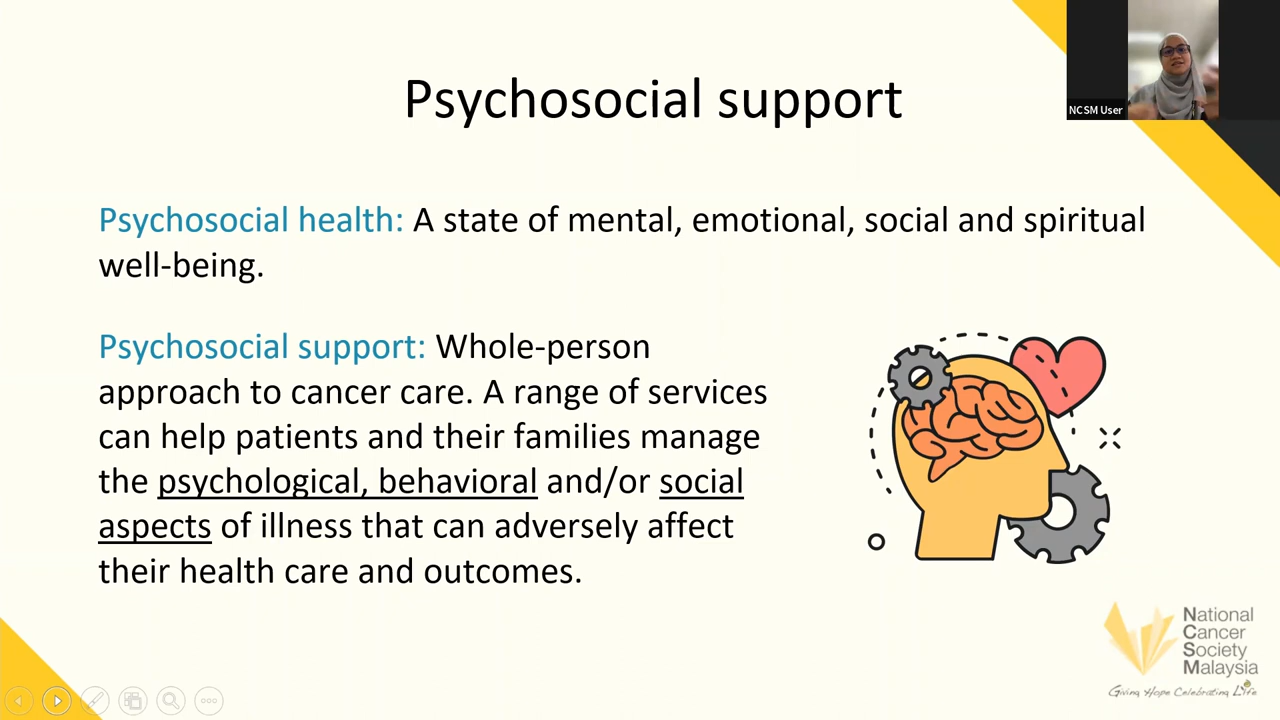 Psychosocial support
NCSM User
Psychosocial health: A state of mental, emotional, social and spiritual
well-being.
Psychosocial support: Whole-person
approach to cancer care. A range of services
can help patients and their families manage
the psychological, behavioral and/or social
aspects of illness that can adversely affect
their health care and outcomes.
National
Cancer
Society
Malaysia
Giving Hope Celebrating Life